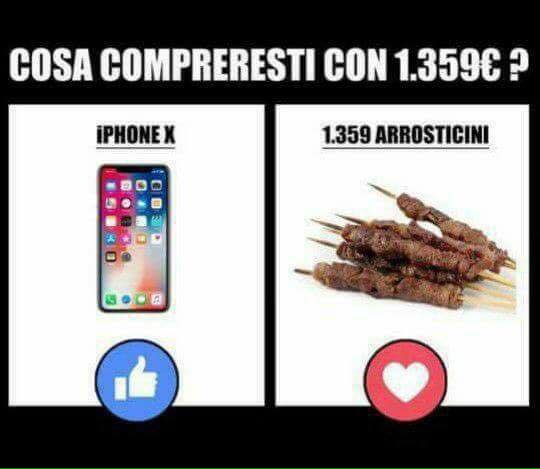 COSA COMPRERESTI CON 1.359€ ?
iPHONE X
1.359 ARROSTICINI